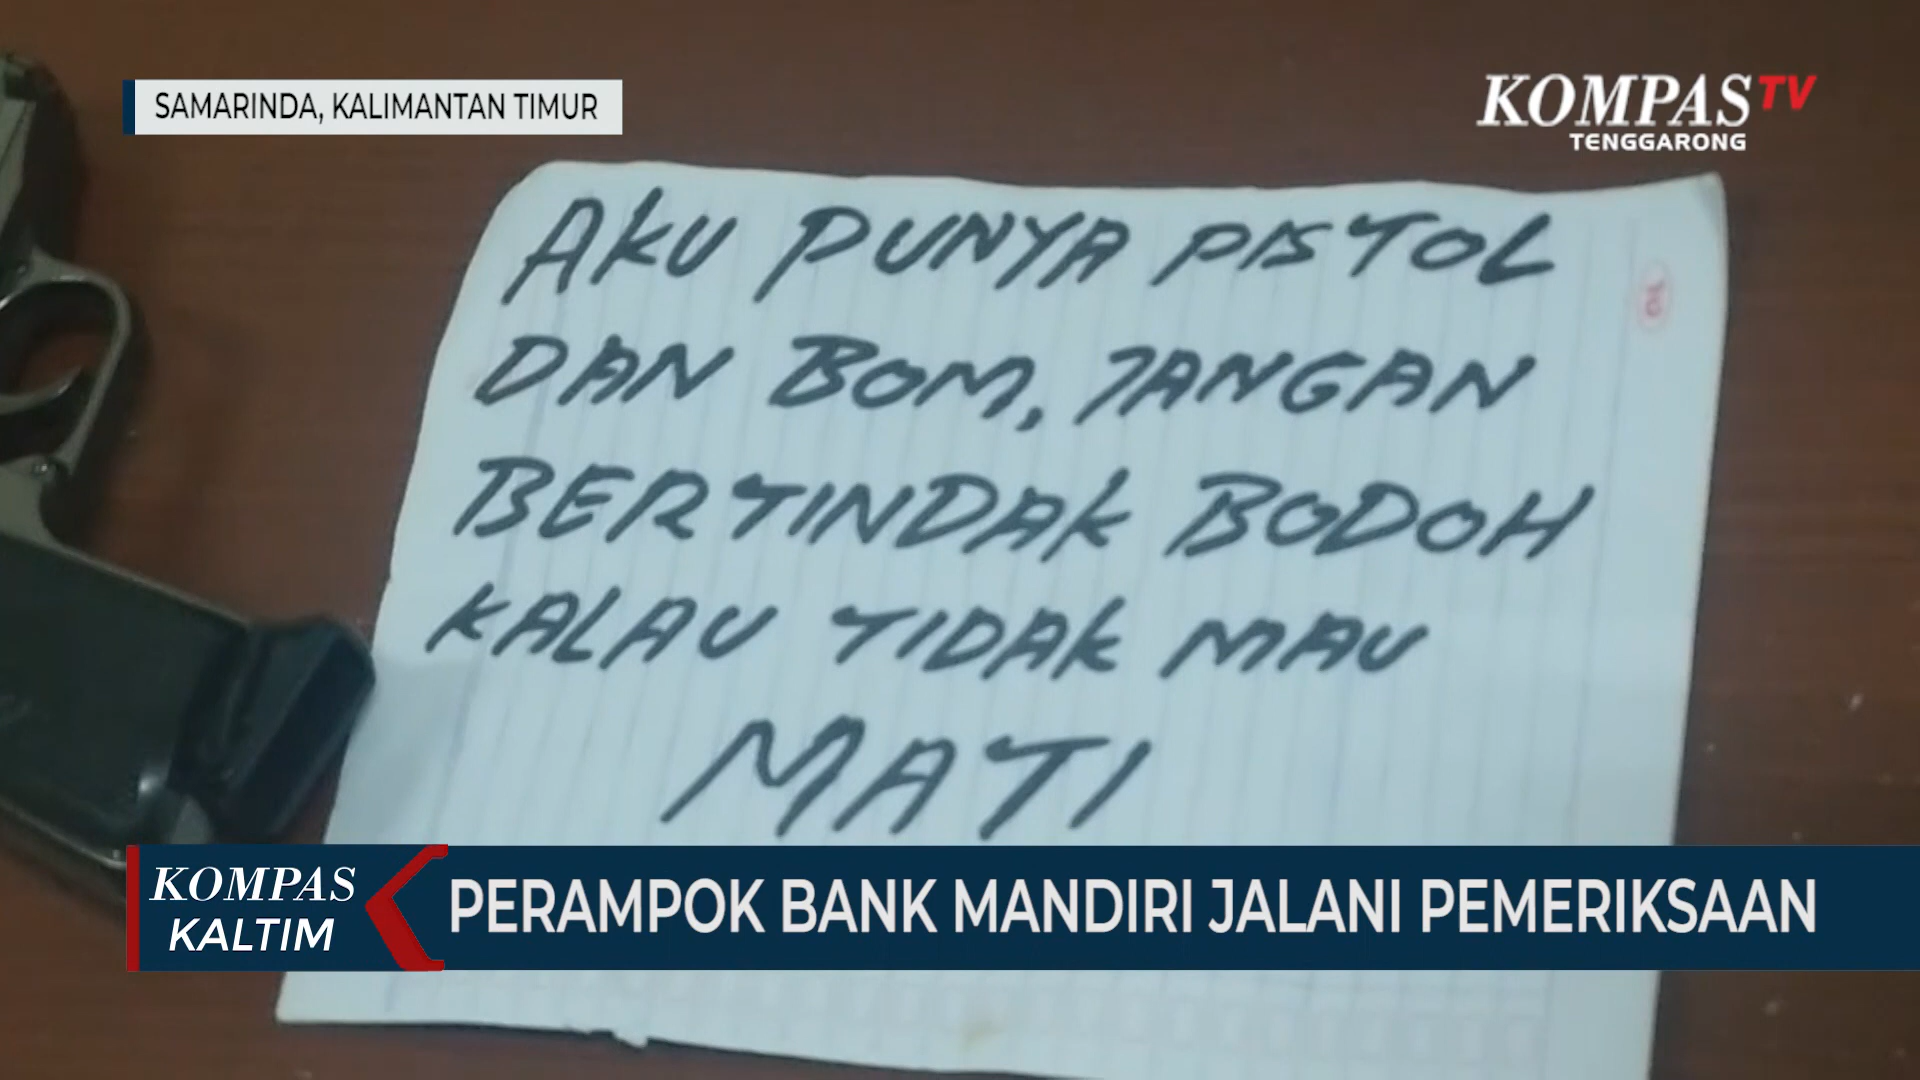 SAMARINDA, KALIMANTAN TIMUR
KOMPAS TV
TENGGARONG
AKU PUNYA PISTOL
DAN BOM, JANGAN
BERTINDAK BODOH
KALAU TIDAK MAU
MATI
KOMPAS
KALTIM
PERAMPOK BANK MANDIRI JALANI PEMERIKSAAN